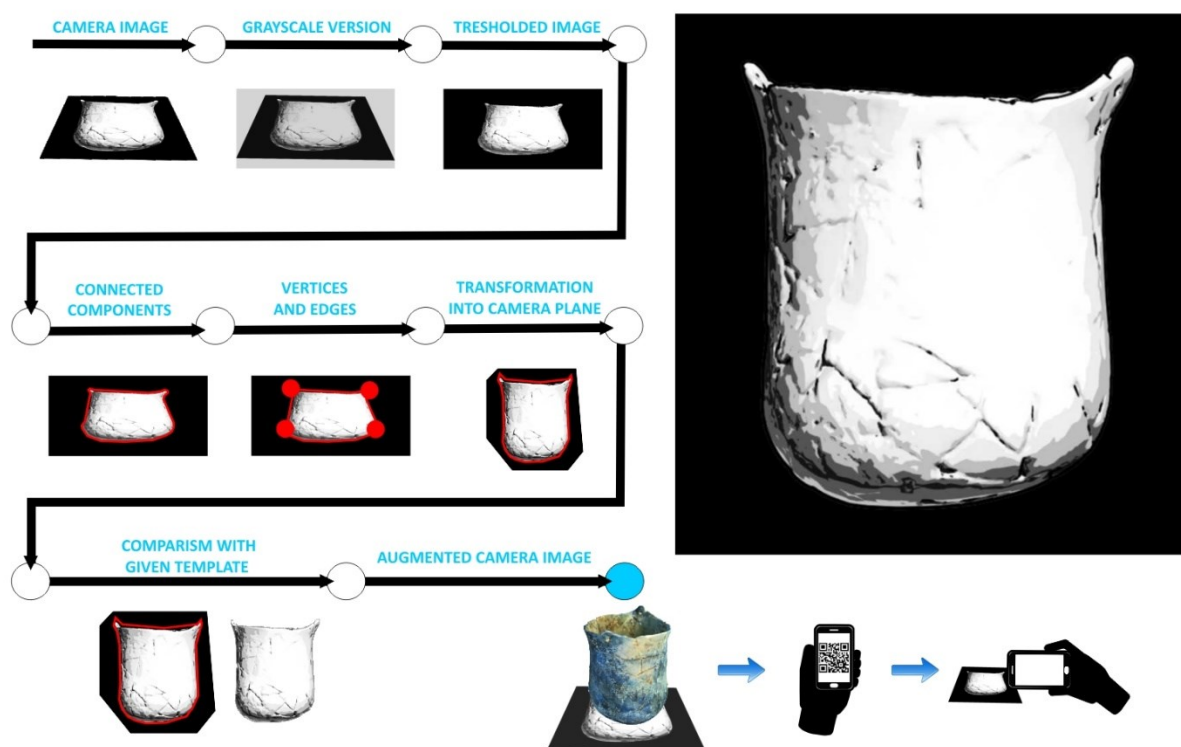 CAMERA IMAGE
GRAYSCALE VERSION
TRESHOLDED IMAGE
CONNECTED
COMPONENTS
VERTICES
AND EDGES
TRANSFORMATION
INTO CAMERA PLANE
COMPARISM WITH
GIVEN TEMPLATE
AUGMENTED CAMERA IMAGE